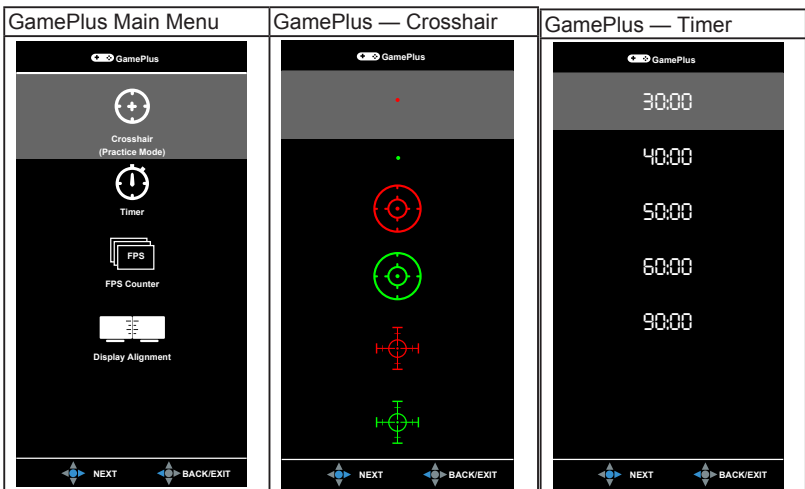 GamePlus Main Menu
GamePlus — Crosshair
GamePlus — Timer
GamePlus
Crosshair
(Practice Mode)
Timer
FPS
FPS Counter
Display Alignment
NEXT BACK/EXIT
GamePlus
NEXT BACK/EXIT
GamePlus
30:00
40:00
50:00
60:00
90:00
NEXT BACK/EXIT